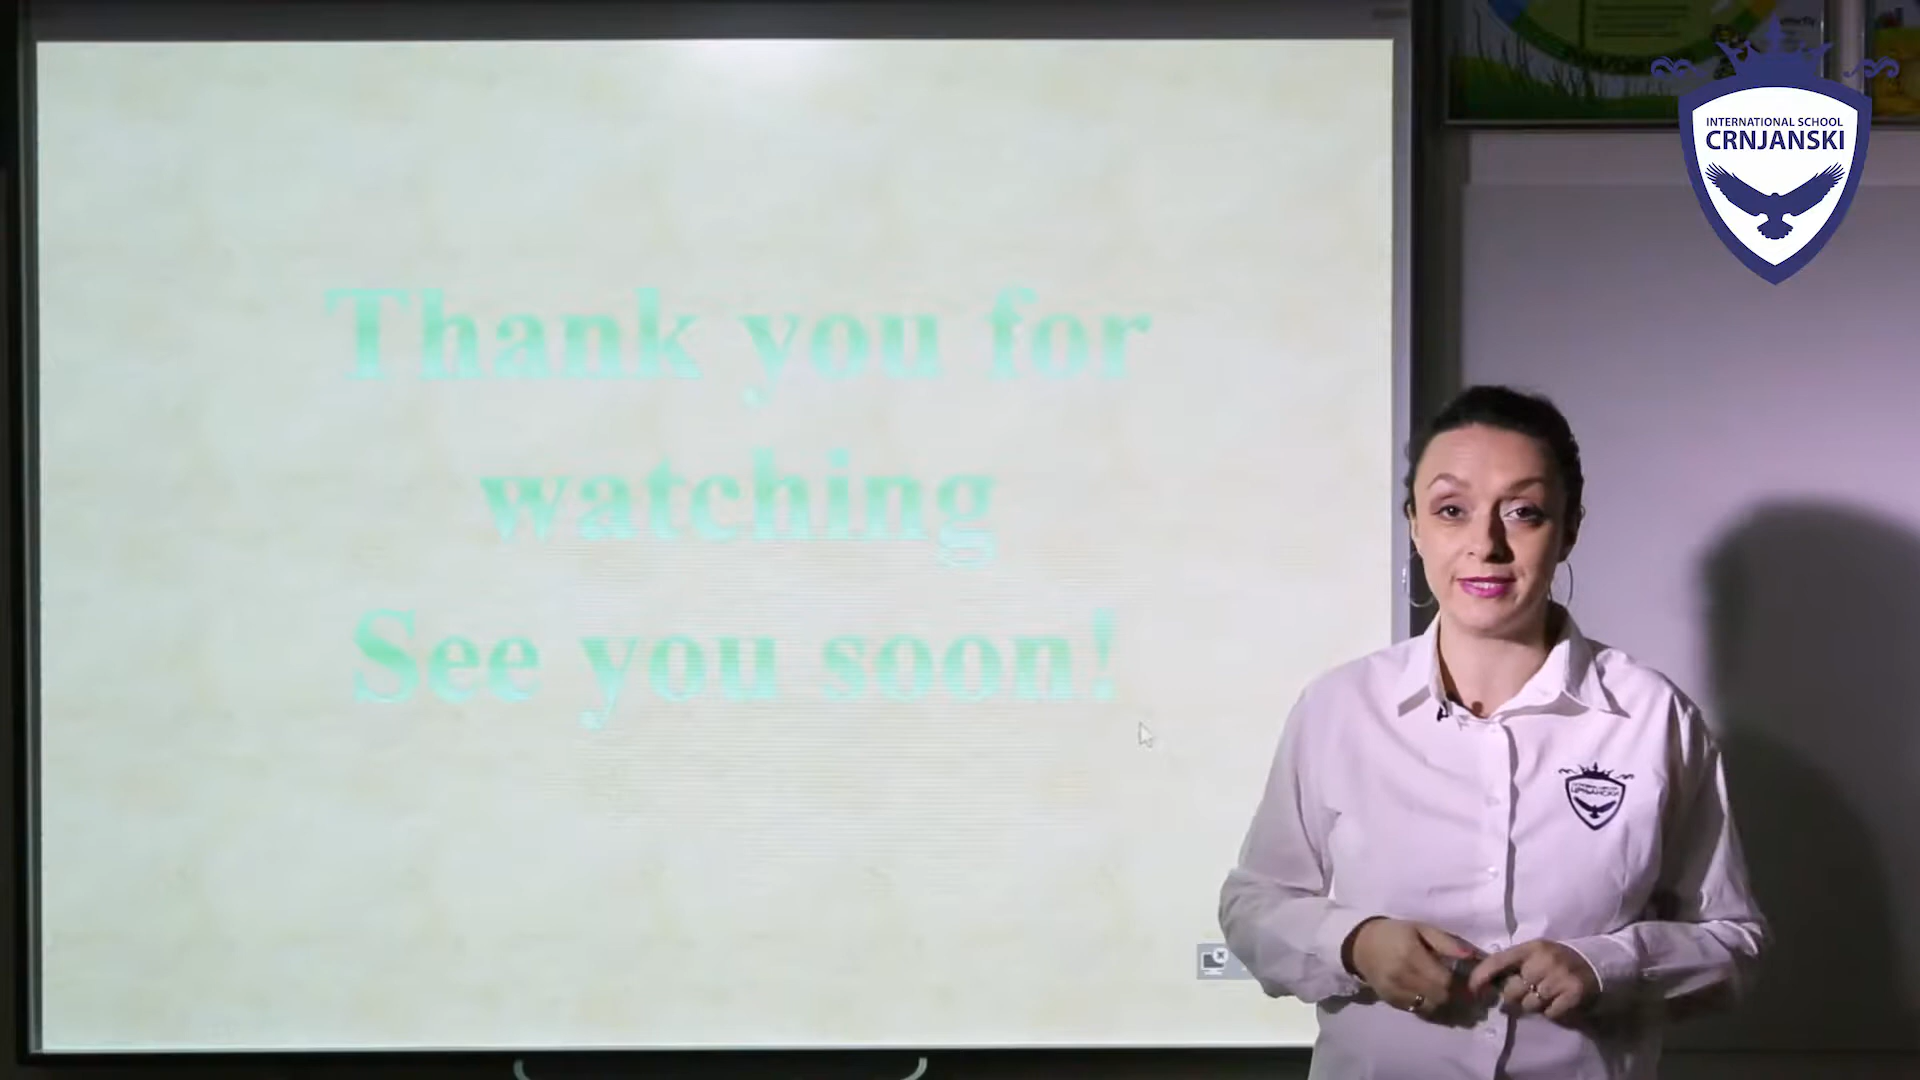 Thank you for
watching
See you soon!
INTERNATIONAL SCHOOL
CRNJANSKI